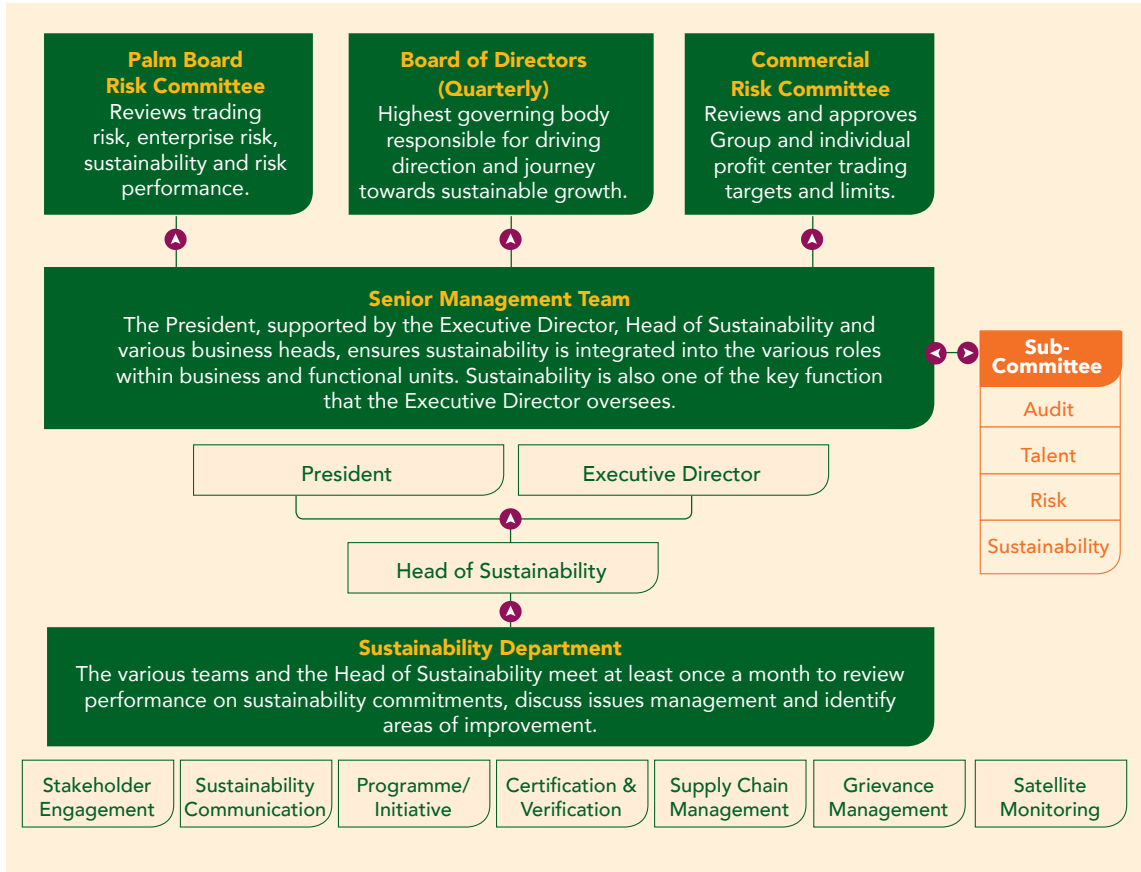 Palm Board
Risk Committee
Reviews trading
risk, enterprise risk,
sustainability and risk
performance.
Board of Directors
(Quarterly)
Highest governing body
responsible for driving
direction and journey
towards sustainable growth.
Commercial
Risk Committee
Reviews and approves
Group and individual
profit center trading
targets and limits.
Senior Management Team
The President, supported by the Executive Director, Head of Sustainability and
various business heads, ensures sustainability is integrated into the various roles
within business and functional units. Sustainability is also one of the key function
that the Executive Director oversees.
Sub-
Committee
Audit
Talent
Risk
Sustainability
President
Executive Director
Head of Sustainability
Sustainability Department
The various teams and the Head of Sustainability meet at least once a month to review
performance on sustainability commitments, discuss issues management and identify
areas of improvement.
Stakeholder
Engagement
Sustainability
Communication
Programme/
Initiative
Certification &
Verification
Supply Chain
Management
Grievance
Management
Satellite
Monitoring